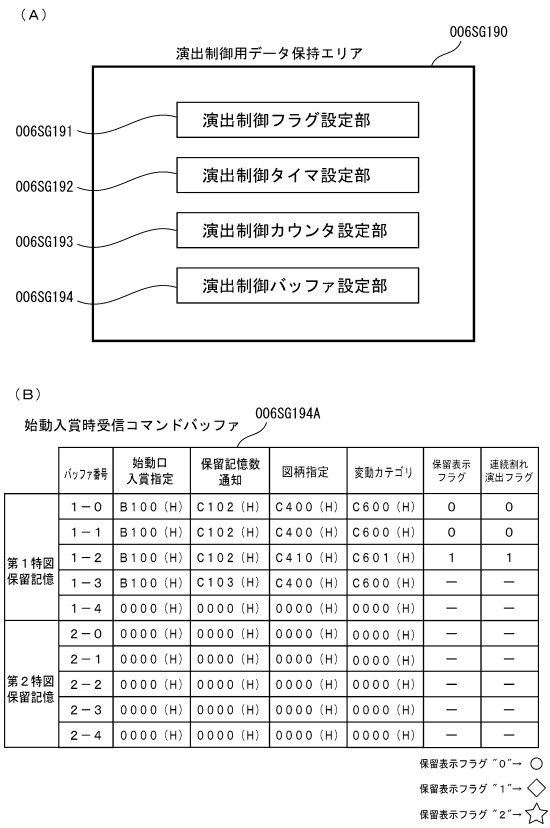 （A）
006SG190
演出制御用データ保持エリア
006SG191
演出制御フラグ設定部
006SG192
演出制御タイマ設定部
006SG193
演出制御カウンタ設定部
006SG194
演出制御バッファ設定部
（B）
006SG194A
始動入賞時受信コマンドバッファ
バッファ番号 始動口入賞指定 保留記憶数通知 図柄指定 変動カテゴリ 保留表示フラグ 連続割れ演出フラグ
第1特図保留記憶
1-0 B100（H） C102（H） C400（H） C600（H） 0 0
1-1 B100（H） C102（H） C400（H） C600（H） 0 0
1-2 B100（H） C102（H） C410（H） C601（H） 1 1
1-3 B100（H） C103（H） C400（H） C600（H） － －
1-4 0000（H） 0000（H） 0000（H） 0000（H） － －
第2特図保留記憶
2-0 0000（H） 0000（H） 0000（H） 0000（H） － －
2-1 0000（H） 0000（H） 0000（H） 0000（H） － －
2-2 0000（H） 0000（H） 0000（H） 0000（H） － －
2-3 0000（H） 0000（H） 0000（H） 0000（H） － －
2-4 0000（H） 0000（H） 0000（H） 0000（H） － －
保留表示フラグ“0”→ ○
保留表示フラグ“1”→ ◇
保留表示フラグ“2”→ ☆